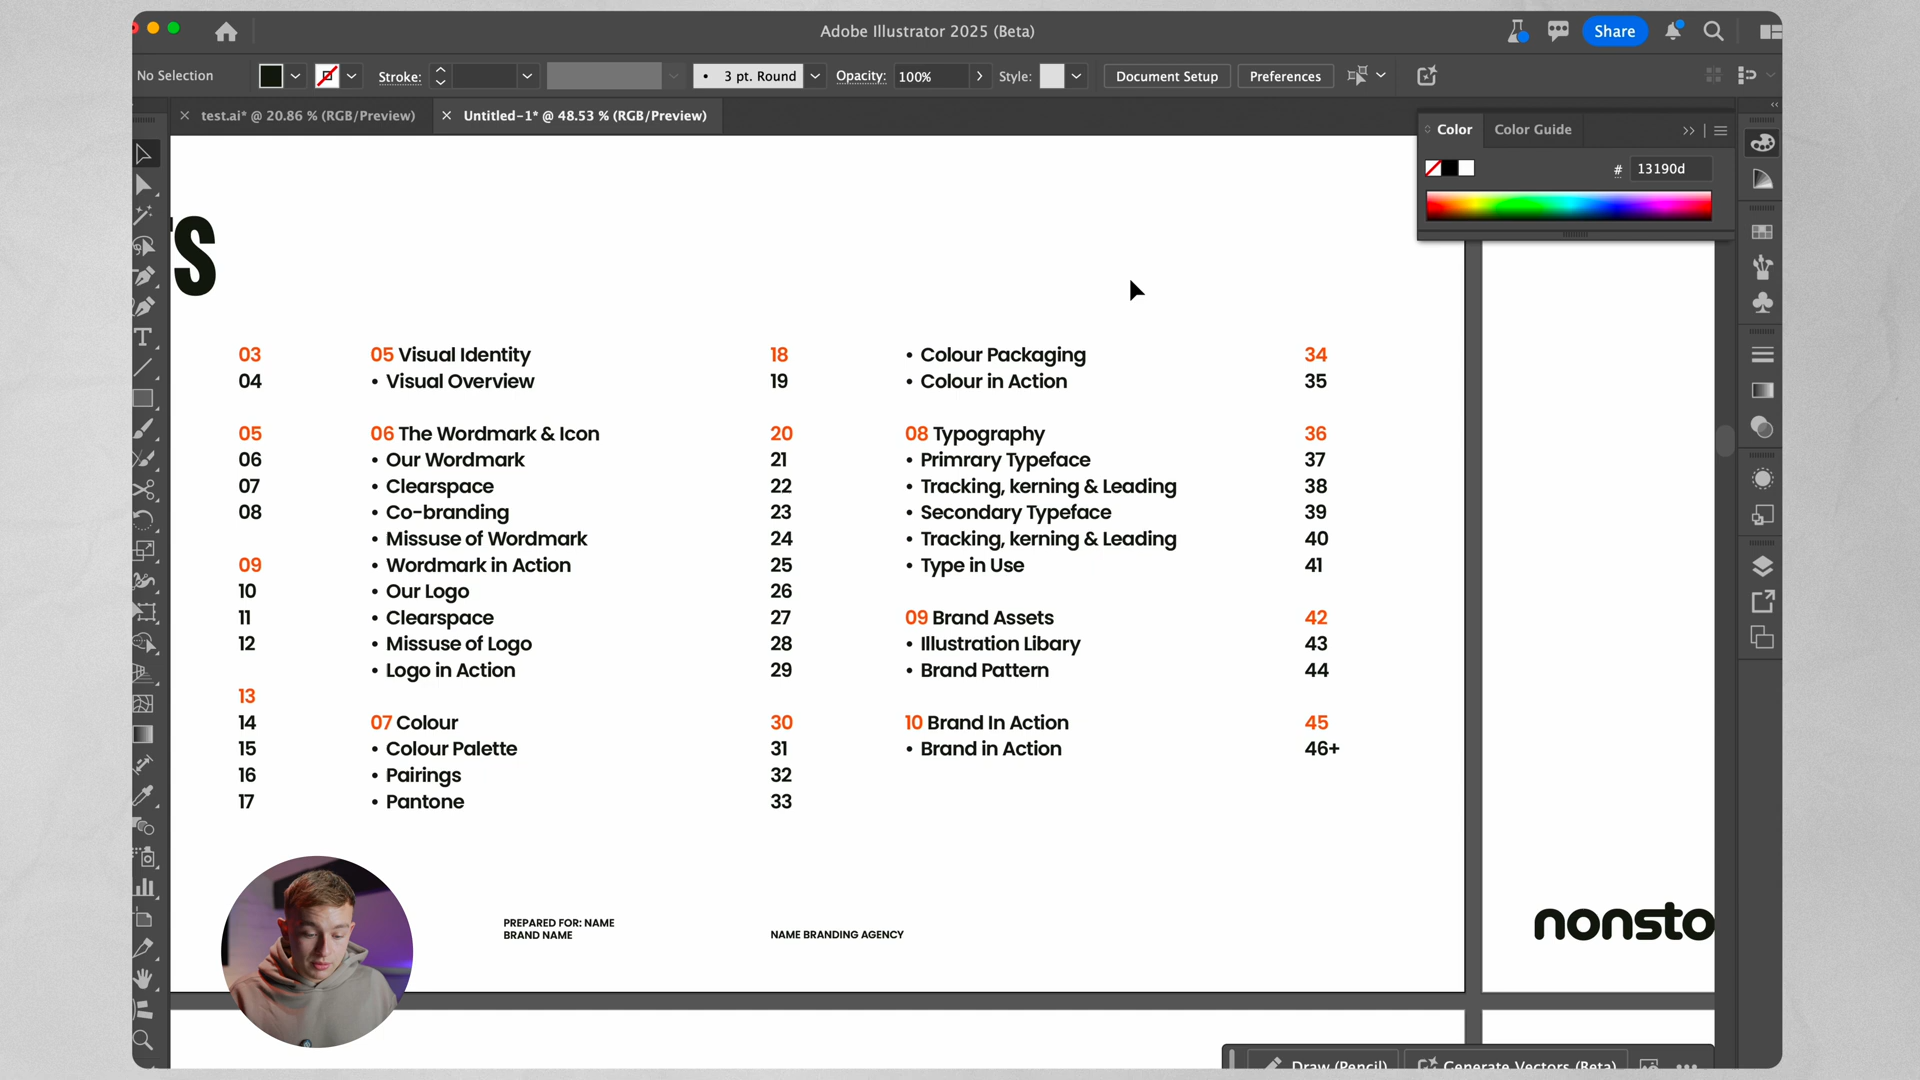 Adobe Illustrator 2025 (Beta)
Share
No Selection
Stroke:
3 pt. Round
Opacity:
100%
Style:
Document Setup
Preferences
test.ai* @ 20.86 % (RGB/Preview)
Untitled-1* @ 48.53 % (RGB/Preview)
Color
Color Guide
# 13190d
S
03
04
05
06
07
08
09
10
11
12
13
14
15
16
17
05 Visual Identity 18
• Visual Overview 19
06 The Wordmark & Icon 20
• Our Wordmark 21
• Clearspace 22
• Co-branding 23
• Missuse of Wordmark 24
• Wordmark in Action 25
• Our Logo 26
• Clearspace 27
• Missuse of Logo 28
• Logo in Action 29
07 Colour 30
• Colour Palette 31
• Pairings 32
• Pantone 33
• Colour Packaging 34
• Colour in Action 35
08 Typography 36
• Primrary Typeface 37
• Tracking, kerning & Leading 38
• Secondary Typeface 39
• Tracking, kerning & Leading 40
• Type in Use 41
09 Brand Assets 42
• Illustration Libary 43
• Brand Pattern 44
10 Brand In Action 45
• Brand in Action 46+
PREPARED FOR: NAME
BRAND NAME
NAME BRANDING AGENCY
nonsto
Draw (Pencil)
Generate Vectors (Beta)